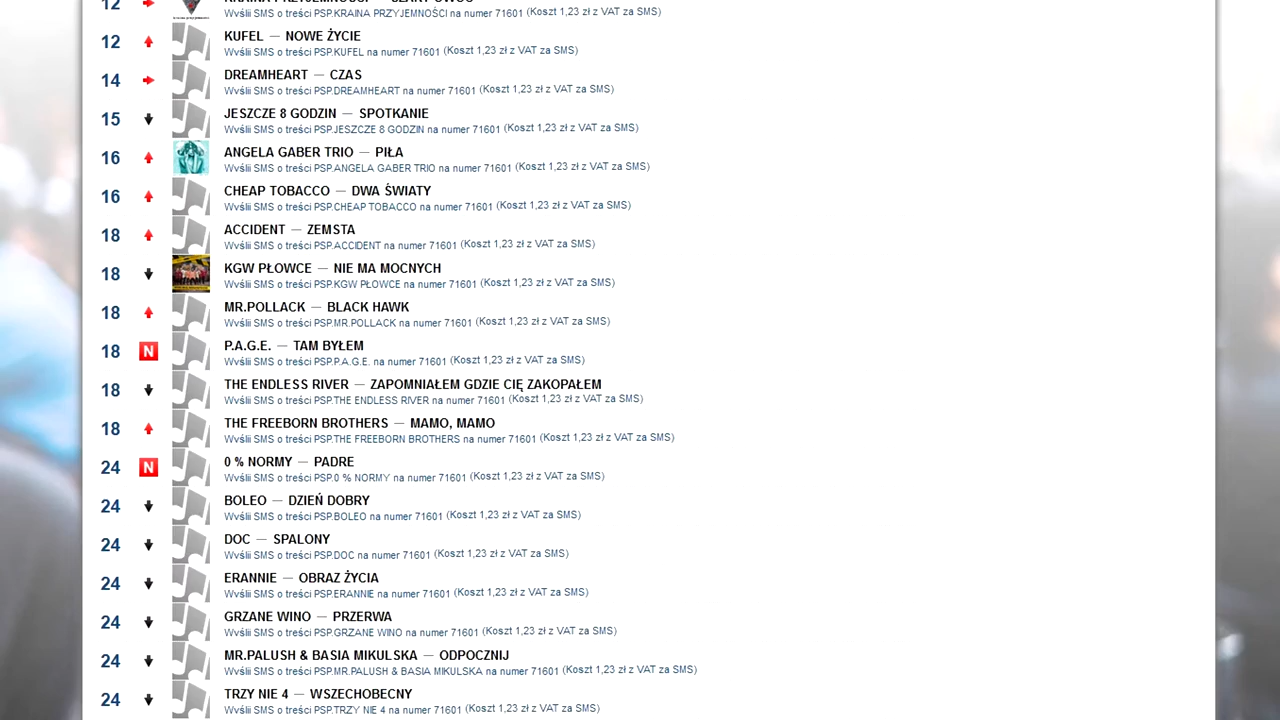 12
Wyślij SMS o treści PSP.KRAINA PRZYJEMNOŚCI na numer 71601 (Koszt 1,23 zł z VAT za SMS)
12 KUFEL — NOWE ŻYCIE
Wyślij SMS o treści PSP.KUFEL na numer 71601 (Koszt 1,23 zł z VAT za SMS)
14 DREAMHEART — CZAS
Wyślij SMS o treści PSP.DREAMHEART na numer 71601 (Koszt 1,23 zł z VAT za SMS)
15 JESZCZE 8 GODZIN — SPOTKANIE
Wyślij SMS o treści PSP.JESZCZE 8 GODZIN na numer 71601 (Koszt 1,23 zł z VAT za SMS)
16 ANGELA GABER TRIO — PIŁA
Wyślij SMS o treści PSP.ANGELA GABER TRIO na numer 71601 (Koszt 1,23 zł z VAT za SMS)
16 CHEAP TOBACCO — DWA ŚWIATY
Wyślij SMS o treści PSP.CHEAP TOBACCO na numer 71601 (Koszt 1,23 zł z VAT za SMS)
18 ACCIDENT — ZEMSTA
Wyślij SMS o treści PSP.ACCIDENT na numer 71601 (Koszt 1,23 zł z VAT za SMS)
18 KGW PŁOWCE — NIE MA MOCNYCH
Wyślij SMS o treści PSP.KGW PŁOWCE na numer 71601 (Koszt 1,23 zł z VAT za SMS)
18 MR.POLLACK — BLACK HAWK
Wyślij SMS o treści PSP.MR.POLLACK na numer 71601 (Koszt 1,23 zł z VAT za SMS)
18 N P.A.G.E. — TAM BYŁEM
Wyślij SMS o treści PSP.P.A.G.E. na numer 71601 (Koszt 1,23 zł z VAT za SMS)
18 THE ENDLESS RIVER — ZAPOMNIAŁEM GDZIE CIĘ ZAKOPAŁEM
Wyślij SMS o treści PSP.THE ENDLESS RIVER na numer 71601 (Koszt 1,23 zł z VAT za SMS)
18 THE FREEBORN BROTHERS — MAMO, MAMO
Wyślij SMS o treści PSP.THE FREEBORN BROTHERS na numer 71601 (Koszt 1,23 zł z VAT za SMS)
24 N 0 % NORMY — PADRE
Wyślij SMS o treści PSP.0 % NORMY na numer 71601 (Koszt 1,23 zł z VAT za SMS)
24 BOLEO — DZIEŃ DOBRY
Wyślij SMS o treści PSP.BOLEO na numer 71601 (Koszt 1,23 zł z VAT za SMS)
24 DOC — SPALONY
Wyślij SMS o treści PSP.DOC na numer 71601 (Koszt 1,23 zł z VAT za SMS)
24 ERANNIE — OBRAZ ŻYCIA
Wyślij SMS o treści PSP.ERANNIE na numer 71601 (Koszt 1,23 zł z VAT za SMS)
24 GRZANE WINO — PRZERWA
Wyślij SMS o treści PSP.GRZANE WINO na numer 71601 (Koszt 1,23 zł z VAT za SMS)
24 MR.PALUSH & BASIA MIKULSKA — ODPOCZNIJ
Wyślij SMS o treści PSP.MR.PALUSH & BASIA MIKULSKA na numer 71601 (Koszt 1,23 zł z VAT za SMS)
24 TRZY NIE 4 — WSZECHOBECNY
Wyślij SMS o treści PSP.TRZY NIE 4 na numer 71601 (Koszt 1,23 zł z VAT za SMS)